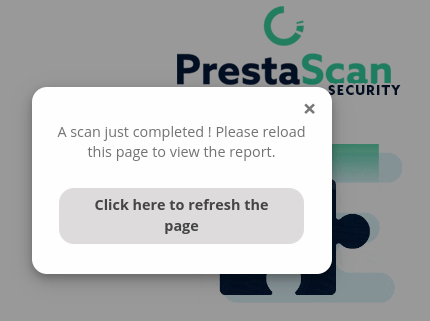 PrestaScan
SECURITY
A scan just completed ! Please reload
this page to view the report.
Click here to refresh the
page